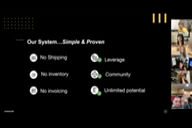 Our System...Simple & Proven
No Shipping
Leverage
No inventory
Community
No invoicing
Unlimited potential